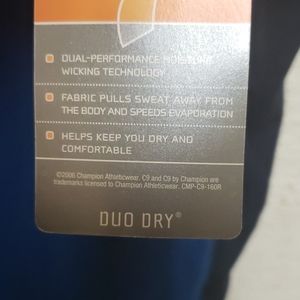 DUAL-PERFORMANCE MOISTURE
WICKING TECHNOLOGY
FABRIC PULLS SWEAT AWAY FROM
THE BODY AND SPEEDS EVAPORATION
HELPS KEEP YOU DRY AND
COMFORTABLE
©2006 Champion Athleticwear. C9 and C9 by Champion are
trademarks licensed to Champion Athleticwear. CMP-C9-160R
DUO DRY®